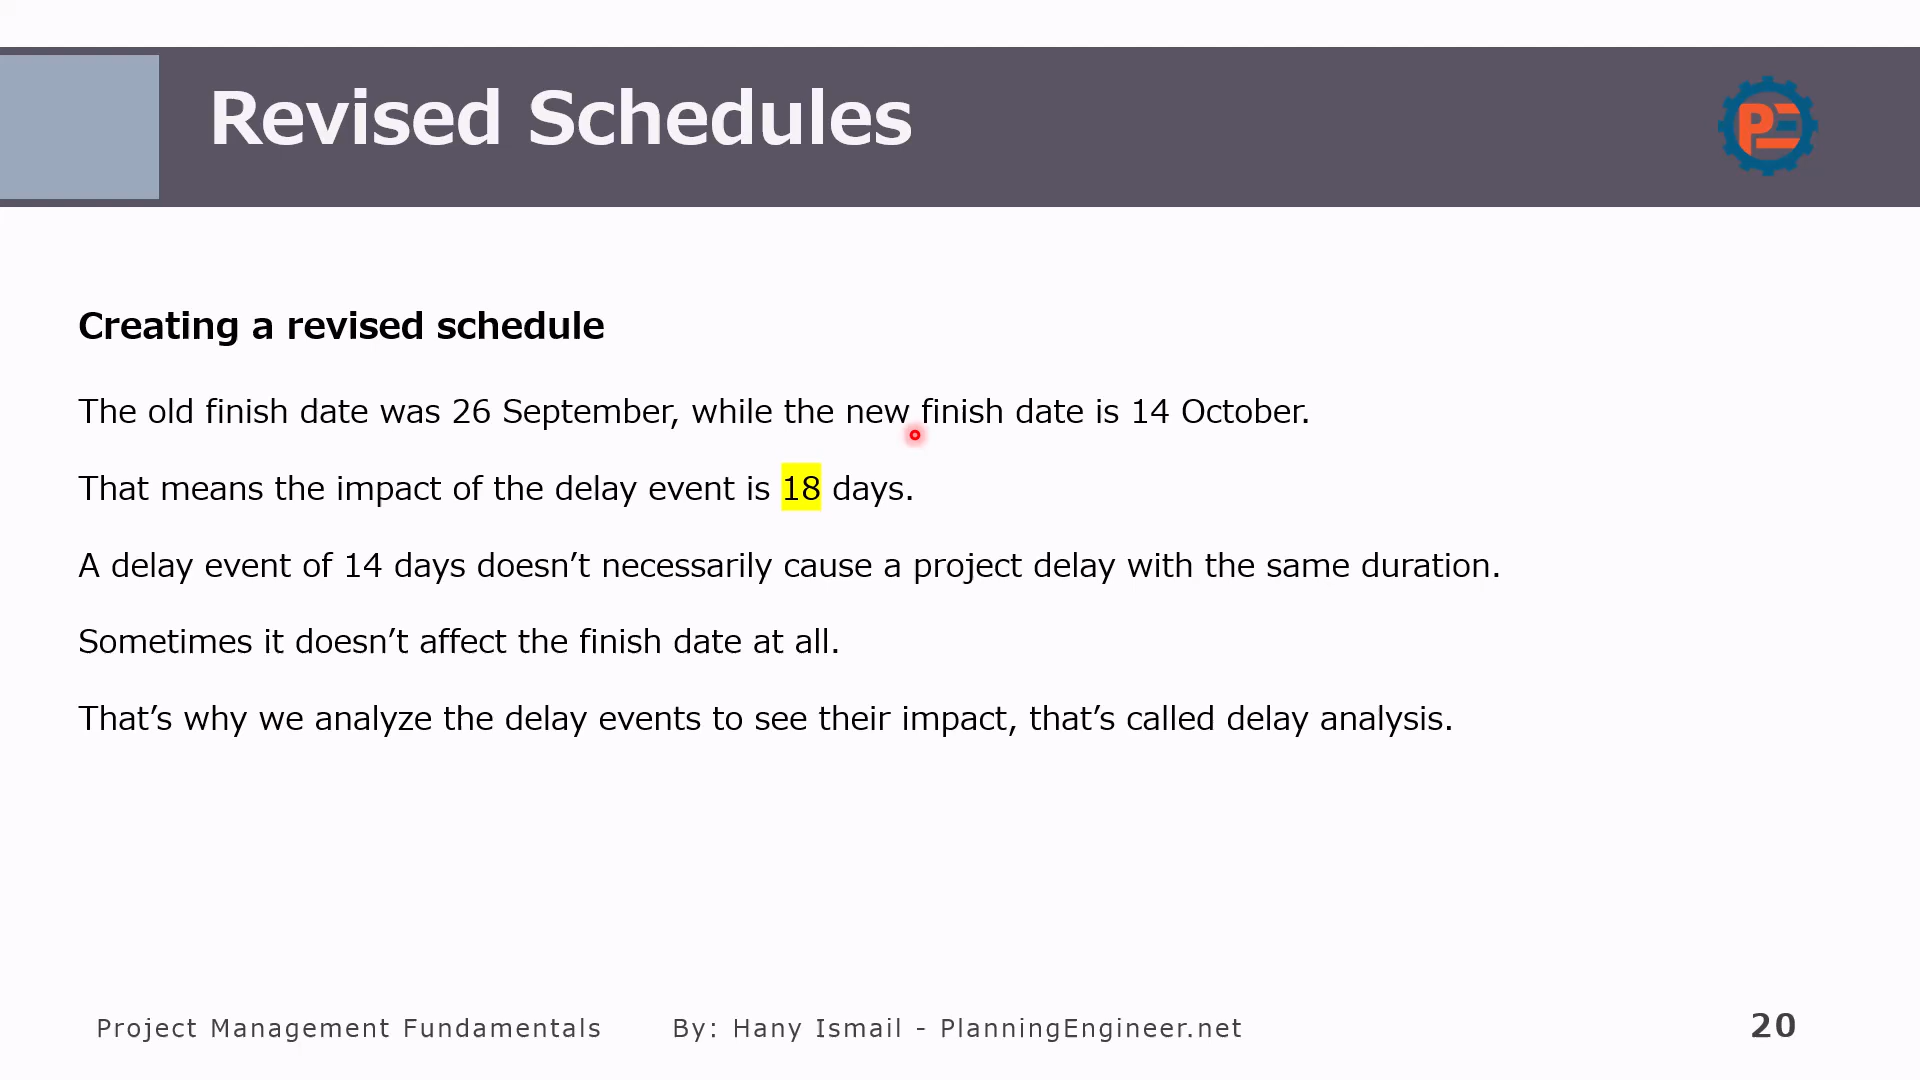 Revised Schedules
PE
Creating a revised schedule
The old finish date was 26 September, while the new finish date is 14 October.
That means the impact of the delay event is 18 days.
A delay event of 14 days doesn’t necessarily cause a project delay with the same duration.
Sometimes it doesn’t affect the finish date at all.
That’s why we analyze the delay events to see their impact, that’s called delay analysis.
Project Management Fundamentals By: Hany Ismail - PlanningEngineer.net 20